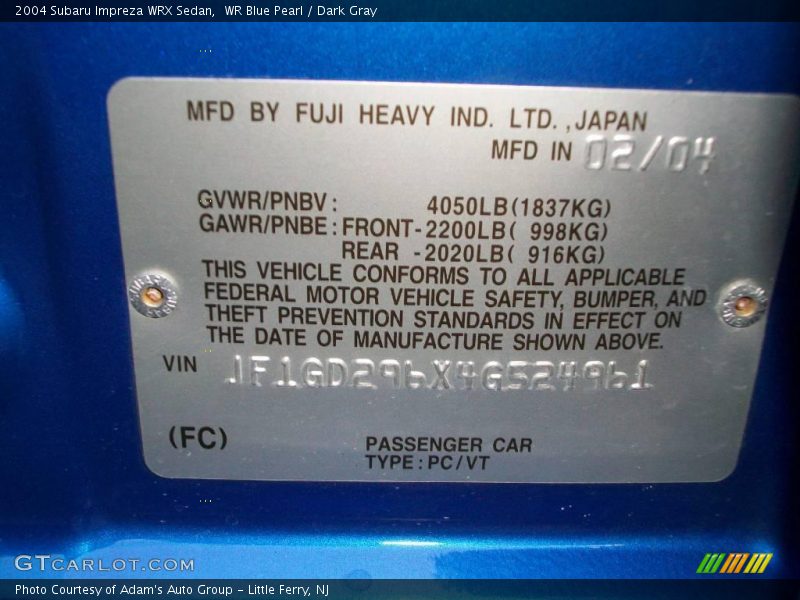 2004 Subaru Impreza WRX Sedan, WR Blue Pearl / Dark Gray
MFD BY FUJI HEAVY IND. LTD., JAPAN
MFD IN 02/04
GVWR/PNBV: 4050LB(1837KG)
GAWR/PNBE: FRONT-2200LB( 998KG)
REAR -2020LB( 916KG)
THIS VEHICLE CONFORMS TO ALL APPLICABLE
FEDERAL MOTOR VEHICLE SAFETY, BUMPER, AND
THEFT PREVENTION STANDARDS IN EFFECT ON
THE DATE OF MANUFACTURE SHOWN ABOVE.
VIN JF1GD296X4G524961
(FC) PASSENGER CAR
TYPE:PC/VT
GTCARLOT.COM
Photo Courtesy of Adam's Auto Group - Little Ferry, NJ